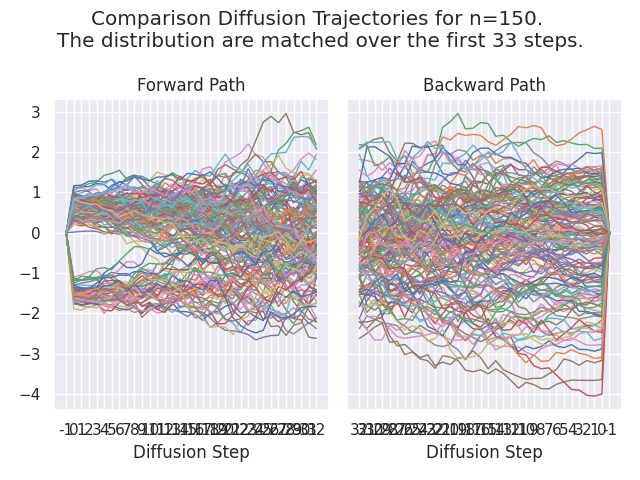 Comparison Diffusion Trajectories for n=150.
The distribution are matched over the first 33 steps.
Forward Path
Backward Path
3
2
1
0
−1
−2
−3
−4
Diffusion Step
Diffusion Step